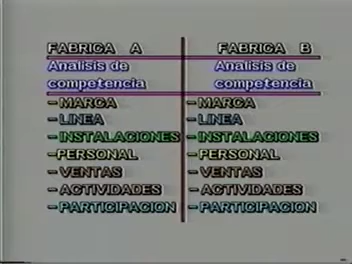 FABRICA A FABRICA B
Analisis de Analisis de
competencia competencia
- MARCA - MARCA
- LINEA - LINEA
- INSTALACIONES - INSTALACIONES
- PERSONAL - PERSONAL
- VENTAS - VENTAS
- ACTIVIDADES - ACTIVIDADES
- PARTICIPACION - PARTICIPACION